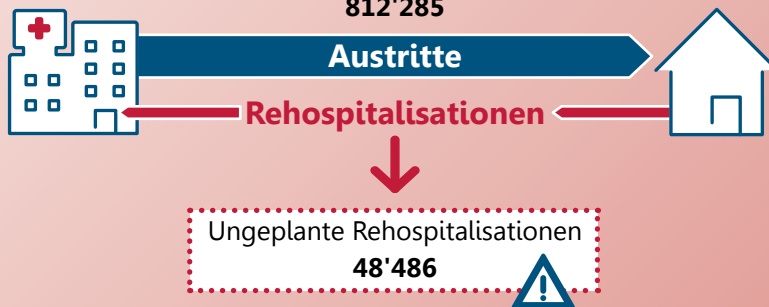 812'285
Austritte
Rehospitalisationen
Ungeplante Rehospitalisationen
48'486